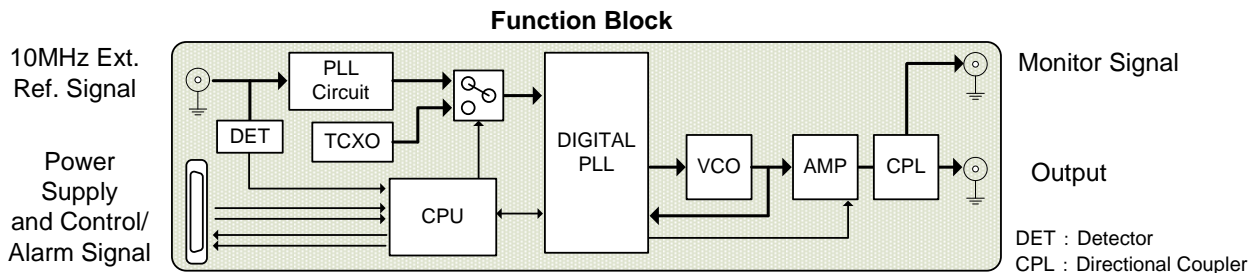 Function Block
10MHz Ext.
Ref. Signal
Power
Supply
and Control/
Alarm Signal
PLL
Circuit
DET
TCXO
CPU
DIGITAL
PLL
VCO
AMP
CPL
Monitor Signal
Output
DET : Detector
CPL : Directional Coupler